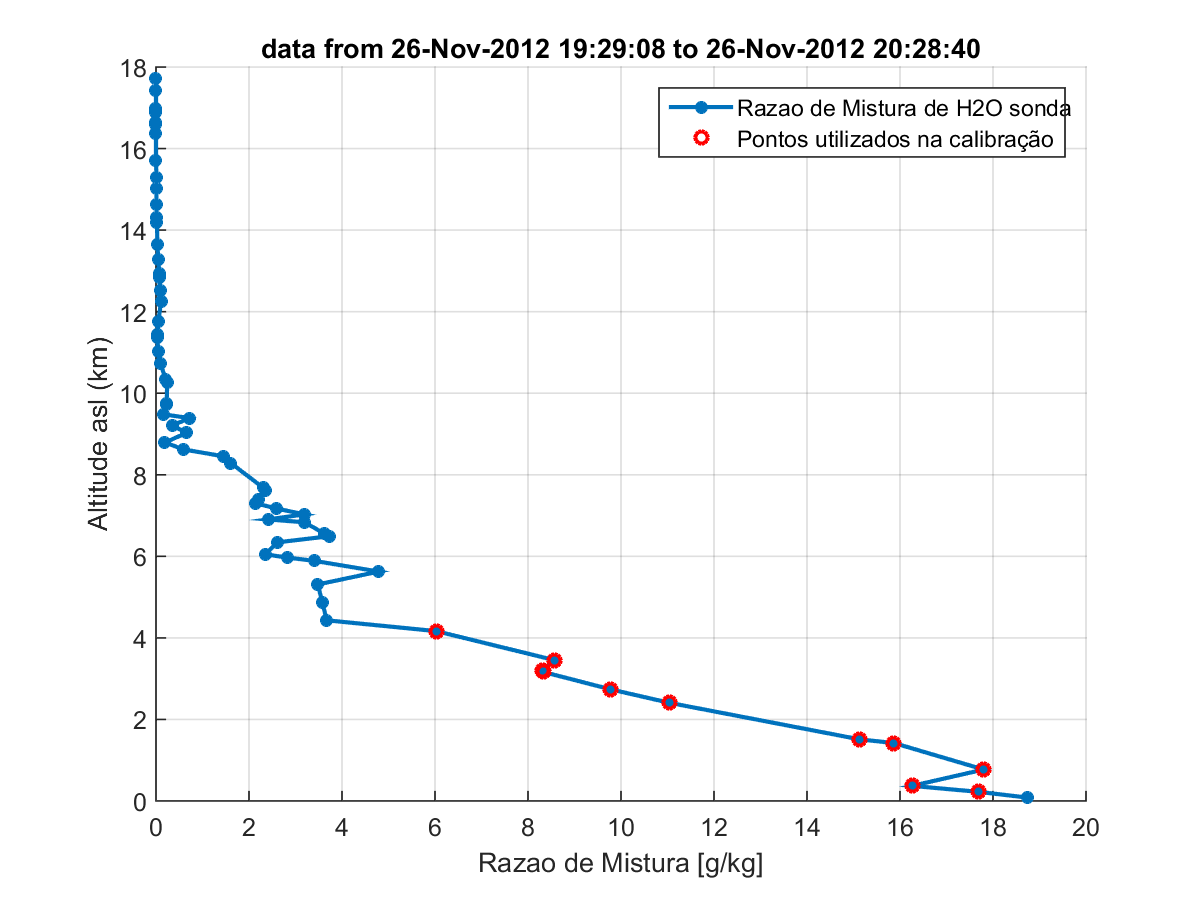 data from 26-Nov-2012 19:29:08 to 26-Nov-2012 20:28:40
Razao de Mistura de H2O sonda
Pontos utilizados na calibração
Altitude asl (km)
18
16
14
12
10
8
6
4
2
0
0 2 4 6 8 10 12 14 16 18 20
Razao de Mistura [g/kg]